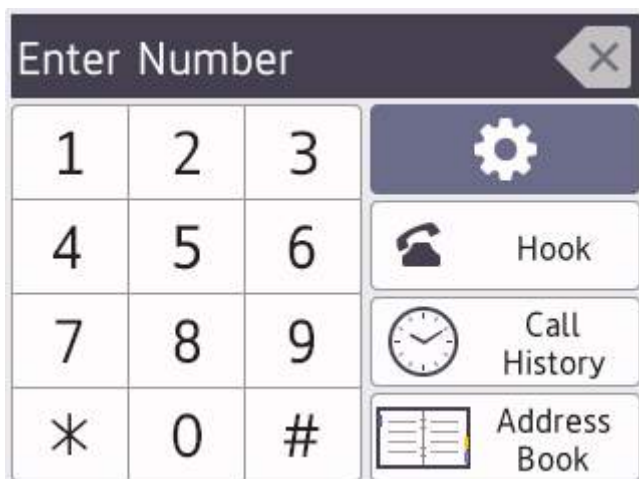 Enter Number
1 2 3
4 5 6
Hook
7 8 9
Call
History
* 0 #
Address
Book